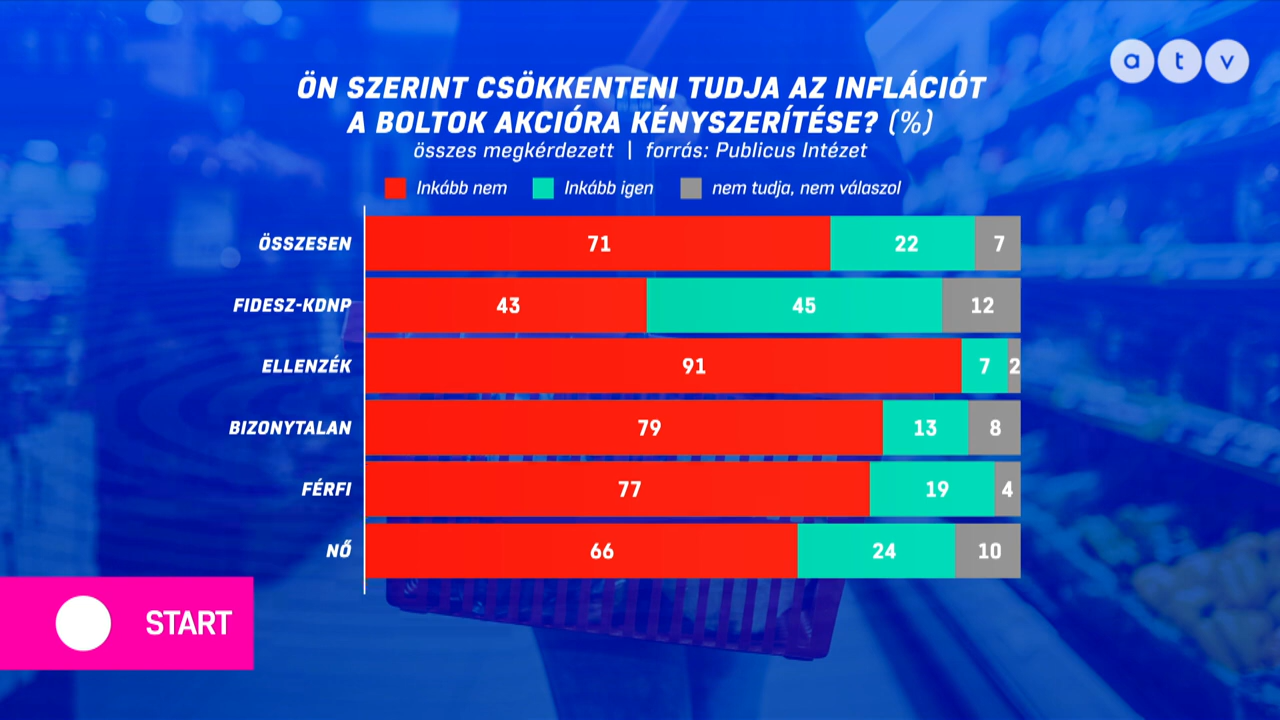 a t v
ÖN SZERINT CSÖKKENTENI TUDJA AZ INFLÁCIÓT
A BOLTOK AKCIÓRA KÉNYSZERÍTÉSE? (%)
összes megkérdezett | forrás: Publicus Intézet
Inkább nem Inkább igen nem tudja, nem válaszol
ÖSSZESEN 71 22 7
FIDESZ-KDNP 43 45 12
ELLENZÉK 91 7 2
BIZONYTALAN 79 13 8
FÉRFI 77 19 4
NŐ 66 24 10
START